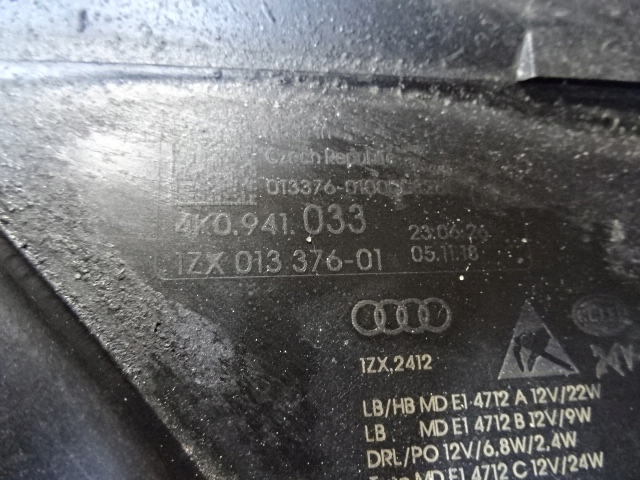 Czech Republic
4K0.941.033
23.06.20
1ZX 013 376-01 05.11.18
HELLA
1ZX.2412
LB/HB MD E1 4712 A 12V/22W
LB MD E1 4712 B 12V/9W
DRL/PO 12V/6,8W/2,4W
MD E1 4712 C 12V/24W